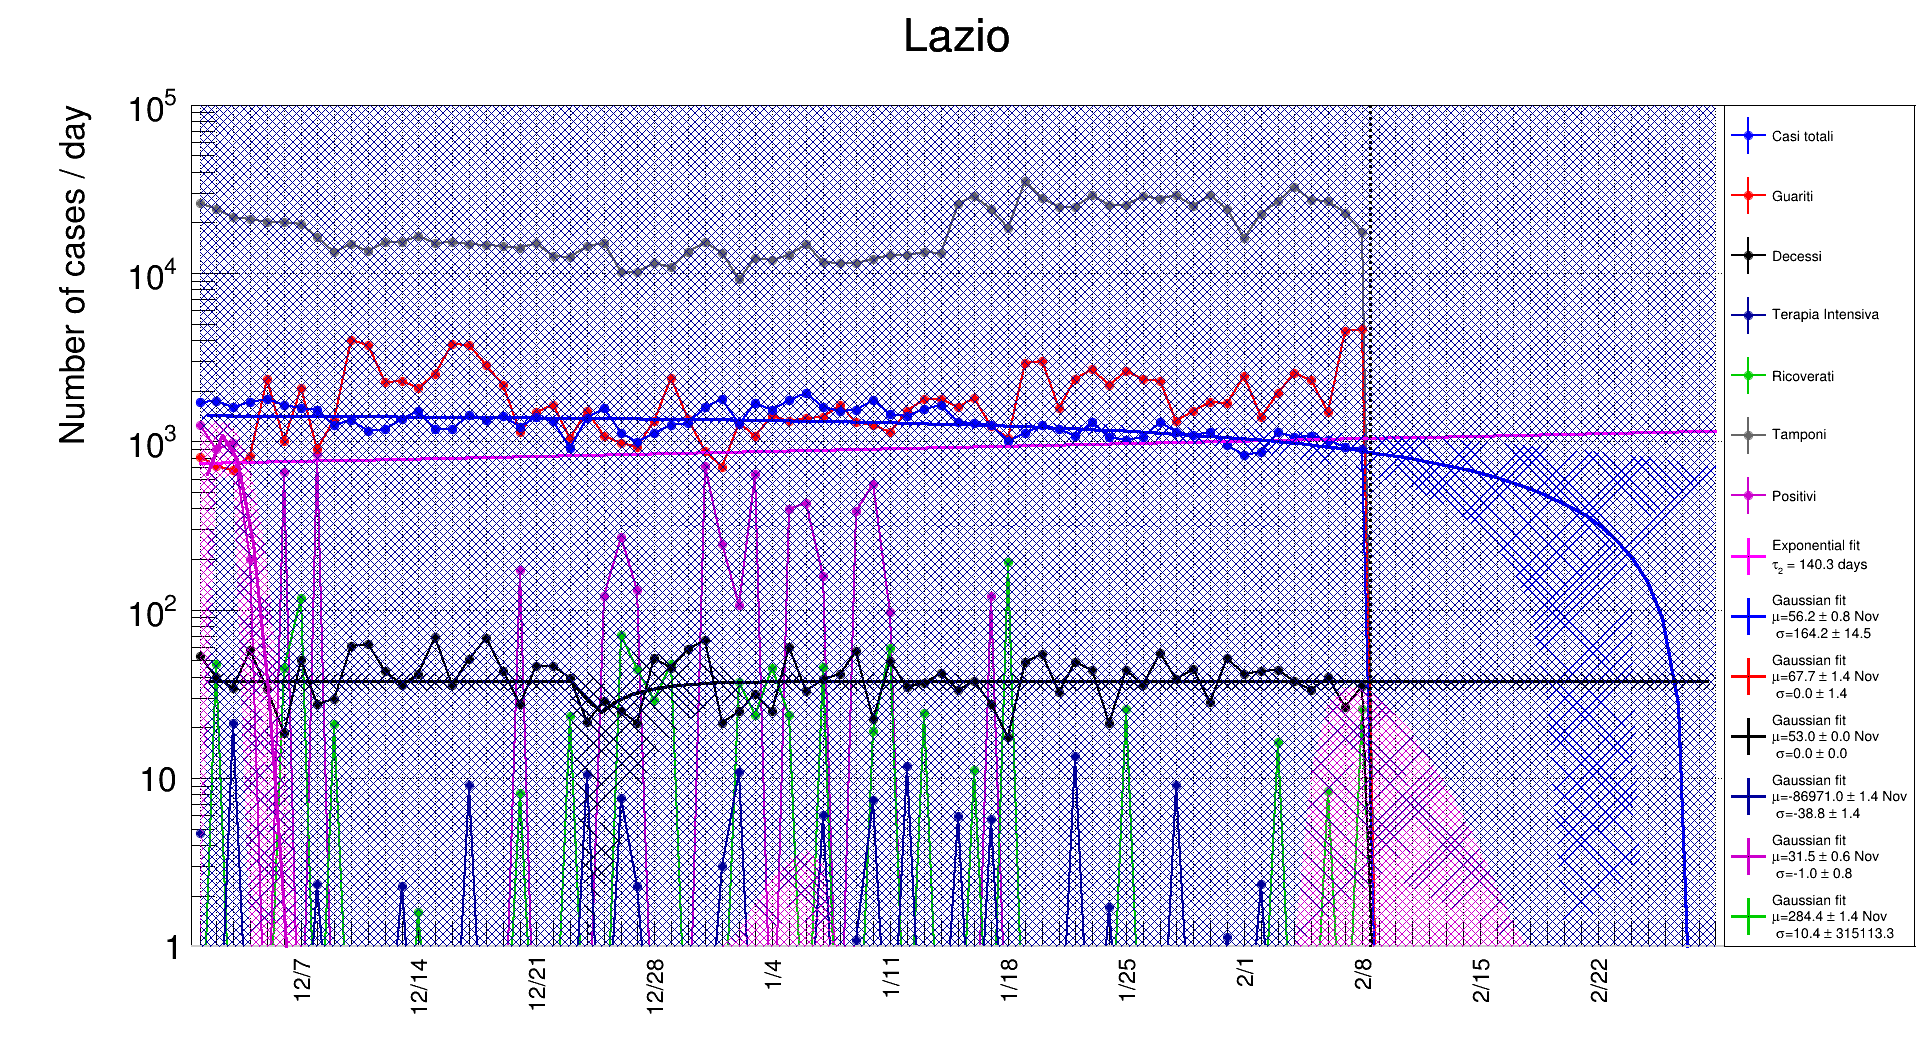 Lazio
Number of cases / day
10^5
10^4
10^3
10^2
10
1
12/7
12/14
12/21
12/28
1/4
1/11
1/18
1/25
2/1
2/8
2/15
2/22
Casi totali
Guariti
Decessi
Terapia Intensiva
Ricoverati
Tamponi
Positivi
Exponential fit
τ₂ = 140.3 days
Gaussian fit
μ=56.2 ± 0.8 Nov
σ=164.2 ± 14.5
Gaussian fit
μ=67.7 ± 1.4 Nov
σ=0.0 ± 1.4
Gaussian fit
μ=53.0 ± 0.0 Nov
σ=0.0 ± 0.0
Gaussian fit
μ=-86971.0 ± 1.4 Nov
σ=-38.8 ± 1.4
Gaussian fit
μ=31.5 ± 0.6 Nov
σ=-1.0 ± 0.8
Gaussian fit
μ=284.4 ± 1.4 Nov
σ=10.4 ± 315113.3